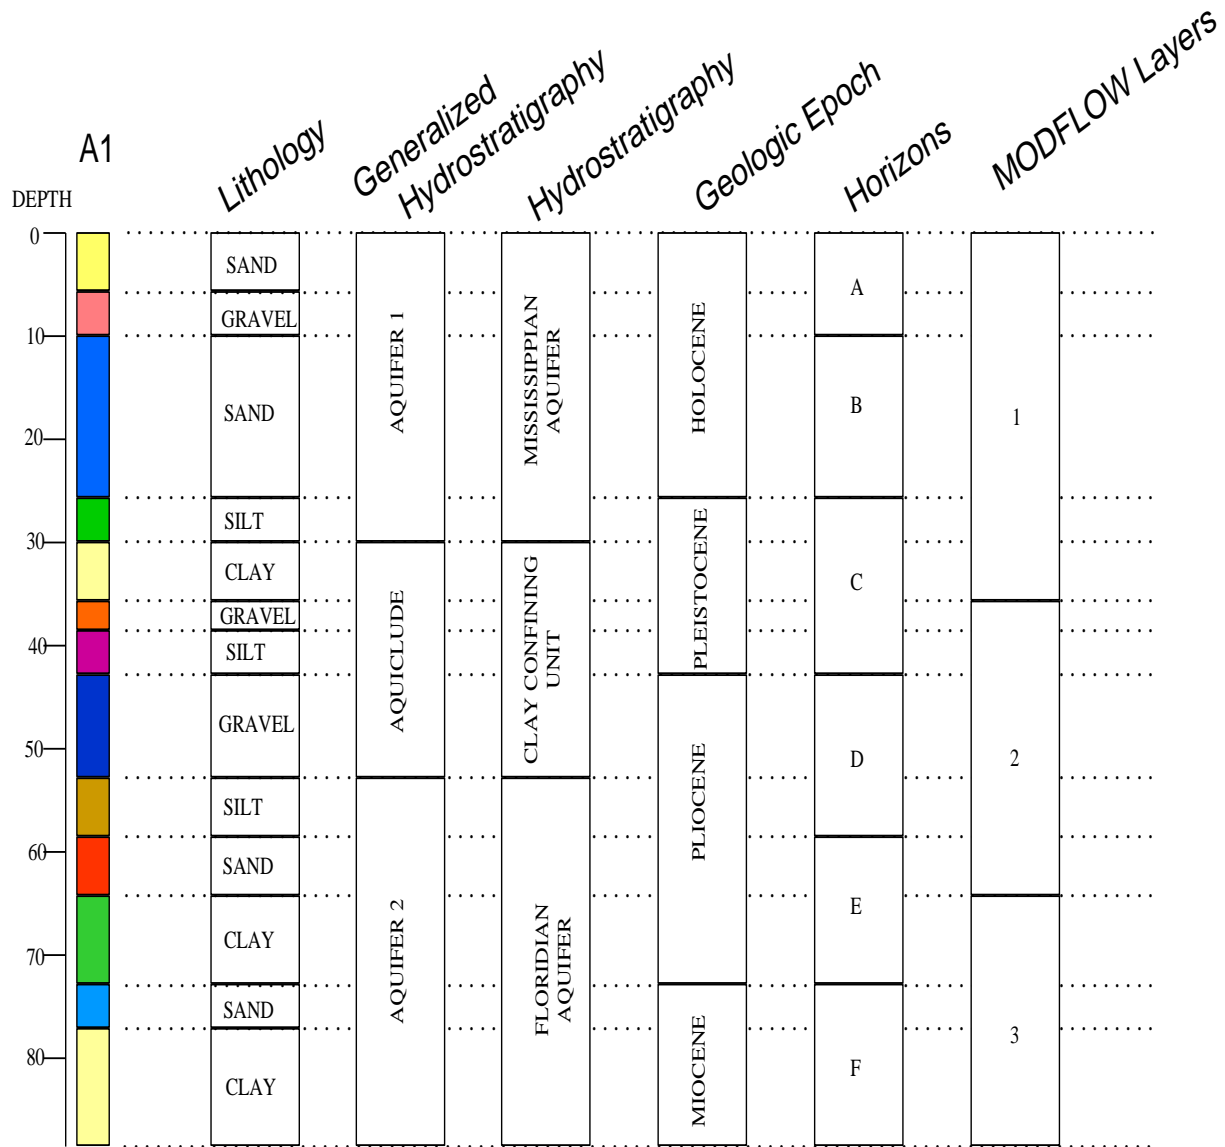 A1
Lithology
Generalized
Hydrostratigraphy
Hydrostratigraphy
Geologic Epoch
Horizons
MODFLOW Layers
DEPTH
0
10
20
30
40
50
60
70
80
SAND
GRAVEL
SAND
SILT
CLAY
GRAVEL
SILT
GRAVEL
SILT
SAND
CLAY
SAND
CLAY
AQUIFER 1
AQUICLUDE
AQUIFER 2
MISSISSIPPIAN
AQUIFER
CLAY CONFINING
UNIT
FLORIDIAN
AQUIFER
HOLOCENE
PLEISTOCENE
PLIOCENE
MIOCENE
A
B
C
D
E
F
1
2
3